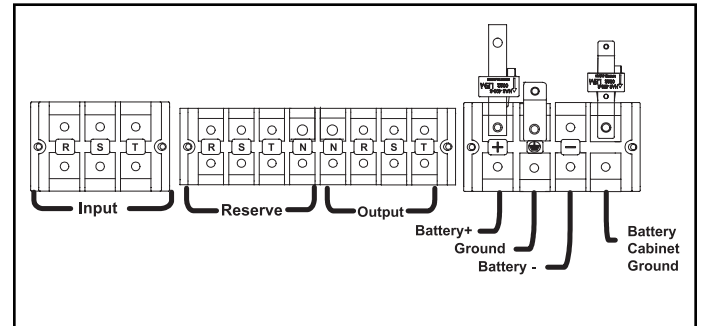 R S T
R S T N N R S T
+ −
Input
Reserve
Output
Battery+
Ground
Battery -
Battery
Cabinet
Ground